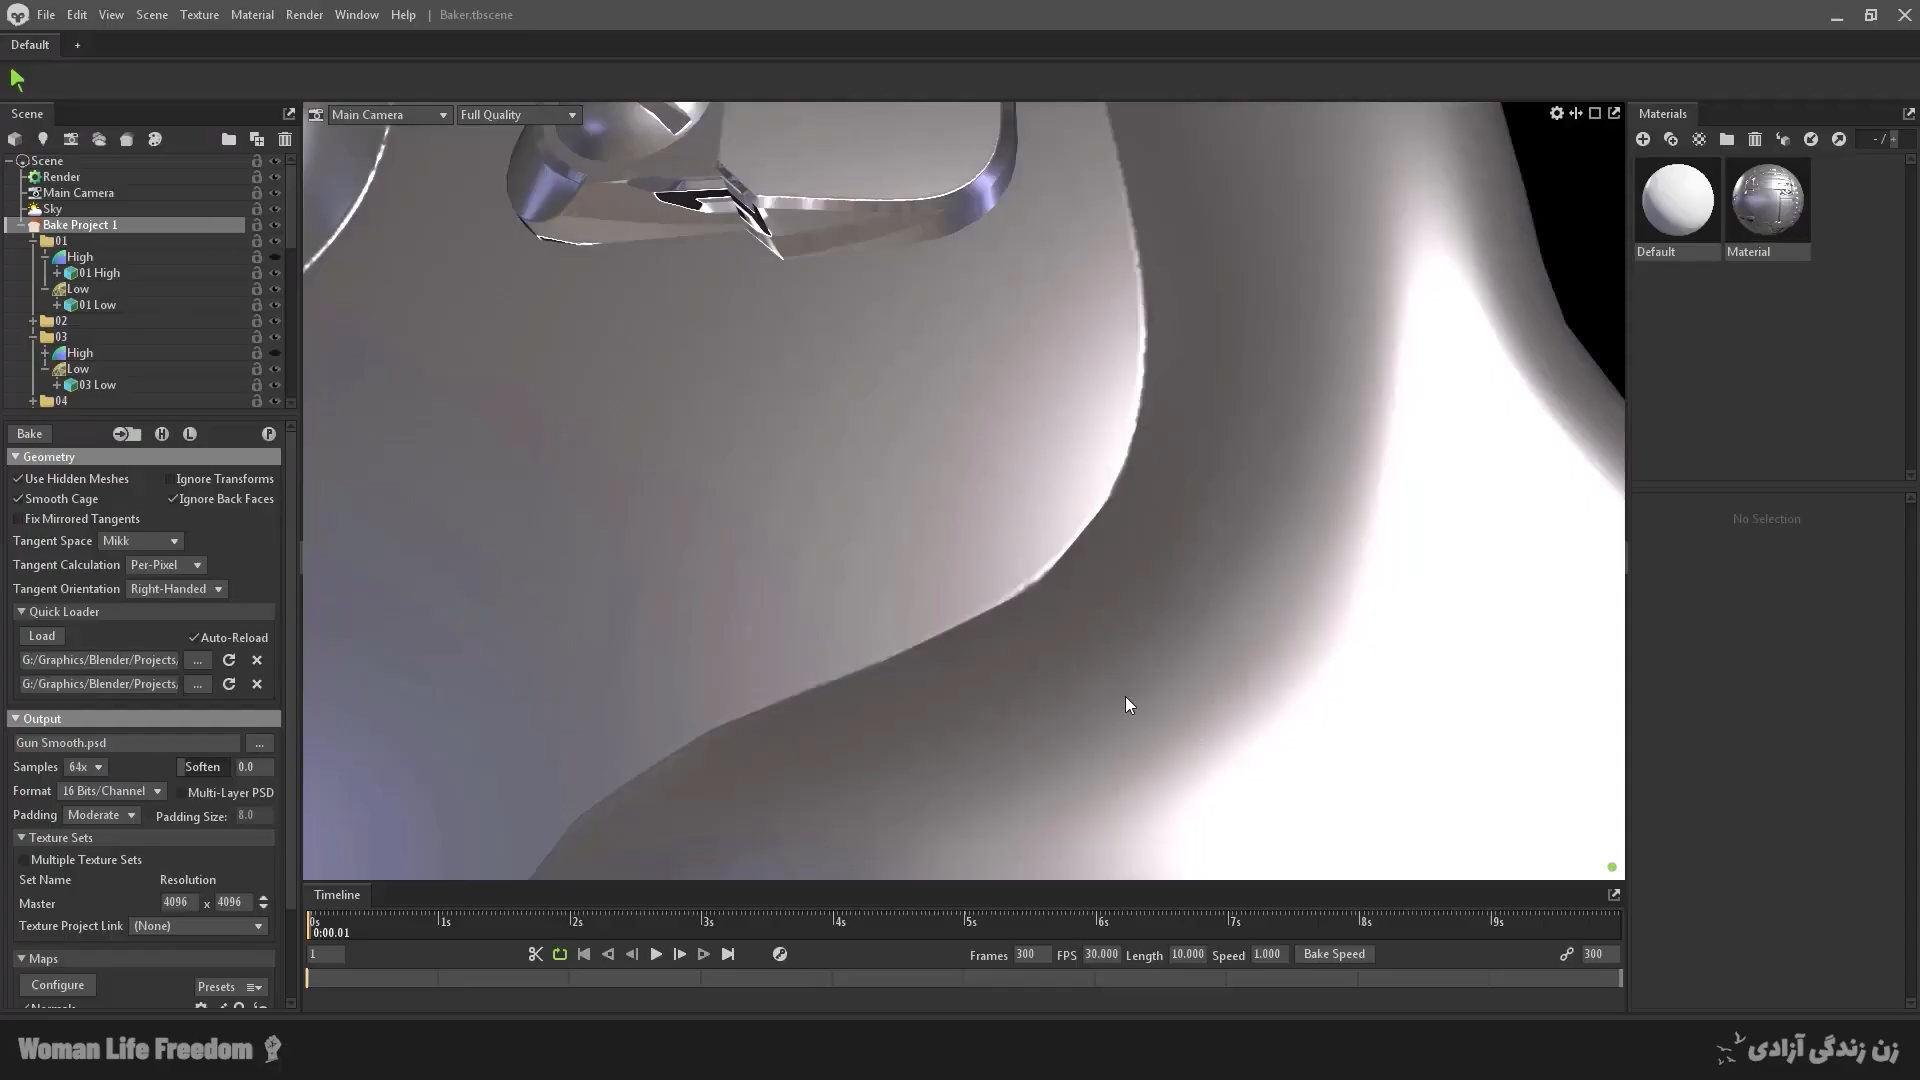 File Edit View Scene Texture Material Render Window Help | Baker.tbscene
Default +
Scene
Main Camera
Full Quality
Materials
Scene
Render
Main Camera
Sky
Bake Project 1
01
High
01 High
Low
01 Low
02
03
High
Low
03 Low
04
Default
Material
Bake H L P
Geometry
Use Hidden Meshes
Ignore Transforms
Smooth Cage
Ignore Back Faces
Fix Mirrored Tangents
Tangent Space Mikk
Tangent Calculation Per-Pixel
Tangent Orientation Right-Handed
Quick Loader
Load
Auto-Reload
G:/Graphics/Blender/Projects/ ...
G:/Graphics/Blender/Projects/ ...
Output
Gun Smooth.psd ...
Samples 64x Soften 0.0
Format 16 Bits/Channel Multi-Layer PSD
Padding Moderate Padding Size: 8.0
Texture Sets
Multiple Texture Sets
Set Name Resolution
Master 4096 x 4096
Texture Project Link (None)
Maps
Configure Presets
No Selection
Timeline
0s 1s 2s 3s 4s 5s 6s 7s 8s 9s
0:00.01
1
Frames 300 FPS 30.000 Length 10.000 Speed 1.000 Bake Speed 300
Woman Life Freedom
زن زندگی آزادی